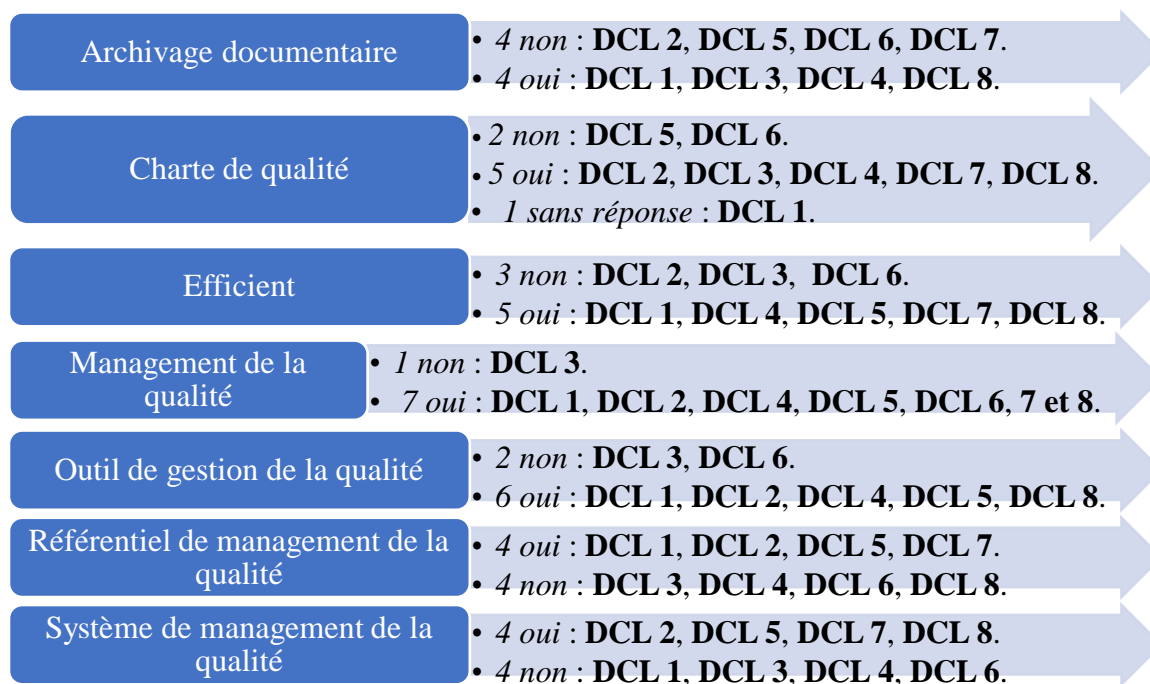 Archivage documentaire
• 4 non : DCL 2, DCL 5, DCL 6, DCL 7.
• 4 oui : DCL 1, DCL 3, DCL 4, DCL 8.
Charte de qualité
• 2 non : DCL 5, DCL 6.
• 5 oui : DCL 2, DCL 3, DCL 4, DCL 7, DCL 8.
• 1 sans réponse : DCL 1.
Efficient
• 3 non : DCL 2, DCL 3, DCL 6.
• 5 oui : DCL 1, DCL 4, DCL 5, DCL 7, DCL 8.
Management de la
qualité
• 1 non : DCL 3.
• 7 oui : DCL 1, DCL 2, DCL 4, DCL 5, DCL 6, 7 et 8.
Outil de gestion de la qualité
• 2 non : DCL 3, DCL 6.
• 6 oui : DCL 1, DCL 2, DCL 4, DCL 5, DCL 8.
Référentiel de management de la
qualité
• 4 oui : DCL 1, DCL 2, DCL 5, DCL 7.
• 4 non : DCL 3, DCL 4, DCL 6, DCL 8.
Système de management de la
qualité
• 4 oui : DCL 2, DCL 5, DCL 7, DCL 8.
• 4 non : DCL 1, DCL 3, DCL 4, DCL 6.